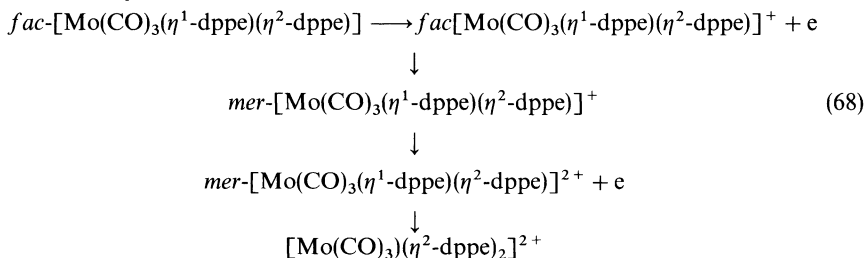 fac-[Mo(CO)₃(η¹-dppe)(η²-dppe)] ⟶ fac[Mo(CO)₃(η¹-dppe)(η²-dppe)]⁺ + e
↓
mer-[Mo(CO)₃(η¹-dppe)(η²-dppe)]⁺ (68)
↓
mer-[Mo(CO)₃(η¹-dppe)(η²-dppe)]²⁺ + e
↓
[Mo(CO)₃)(η²-dppe)₂]²⁺